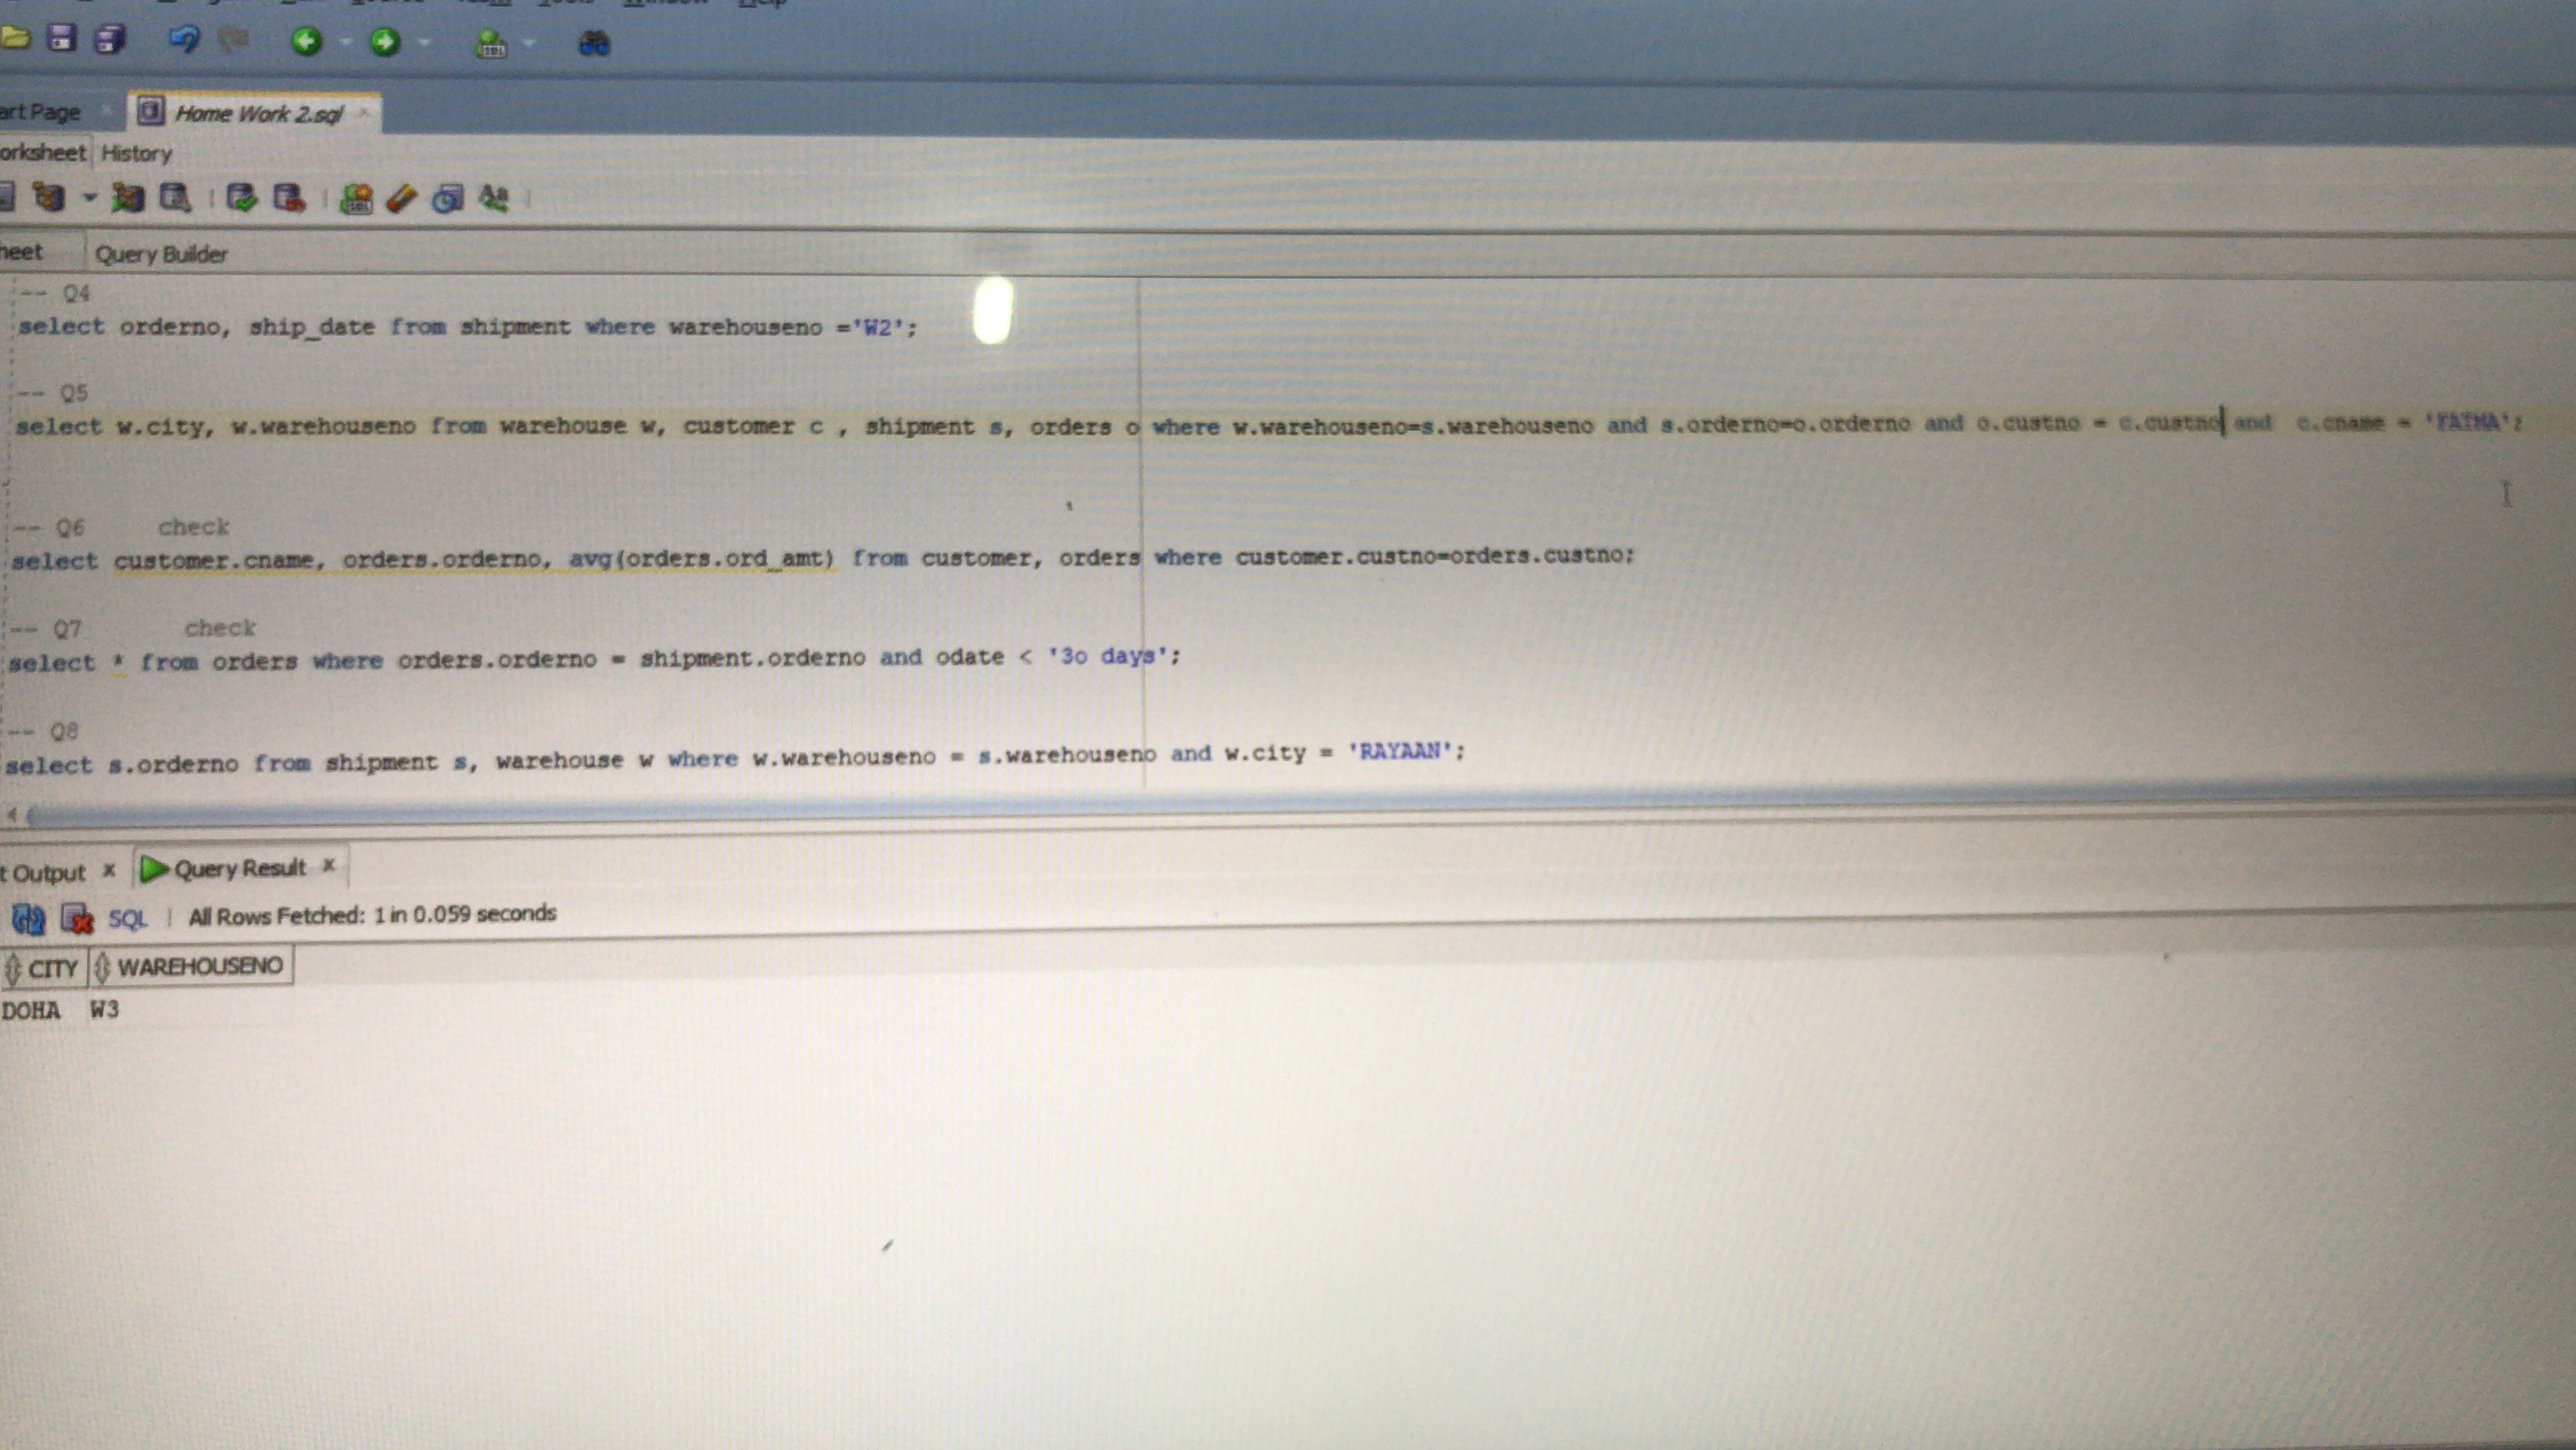 art Page Home Work 2.sql
orksheet History
heet Query Builder
-- Q4
select orderno, ship_date from shipment where warehouseno ='W2';
-- Q5
select w.city, w.warehouseno from warehouse w, customer c , shipment s, orders o where w.warehouseno=s.warehouseno and s.orderno=o.orderno and o.custno = c.custno and c.cname = 'FATMA';
-- Q6 check
select customer.cname, orders.orderno, avg(orders.ord_amt) from customer, orders where customer.custno=orders.custno;
-- Q7 check
select * from orders where orders.orderno = shipment.orderno and odate < '3o days';
-- Q8
select s.orderno from shipment s, warehouse w where w.warehouseno = s.warehouseno and w.city = 'RAYAAN';
t Output x Query Result x
SQL | All Rows Fetched: 1 in 0.059 seconds
CITY WAREHOUSENO
DOHA W3